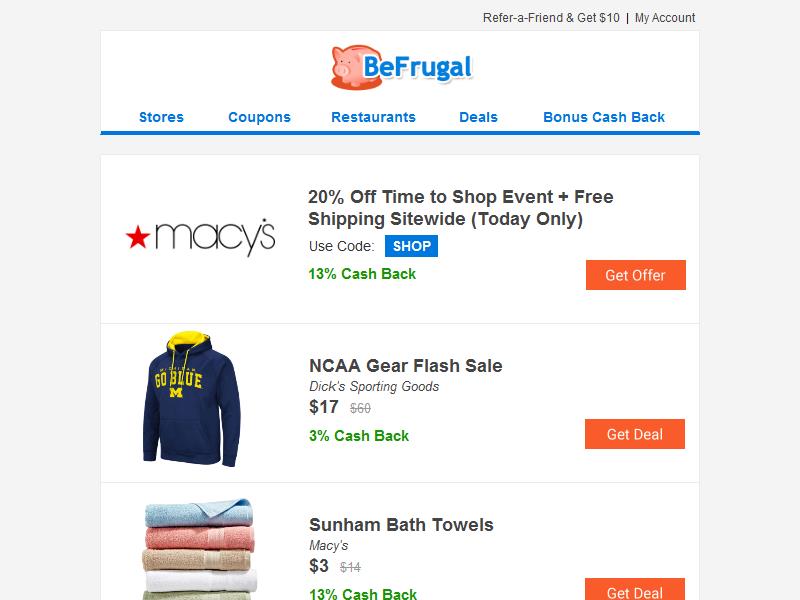 Refer-a-Friend & Get $10 | My Account
BeFrugal
Stores Coupons Restaurants Deals Bonus Cash Back
★macy's
20% Off Time to Shop Event + Free
Shipping Sitewide (Today Only)
Use Code: SHOP
13% Cash Back
Get Offer
MICHIGAN
GO BLUE
M
NCAA Gear Flash Sale
Dick's Sporting Goods
$17 $60
3% Cash Back
Get Deal
Sunham Bath Towels
Macy's
$3 $14
13% Cash Back
Get Deal